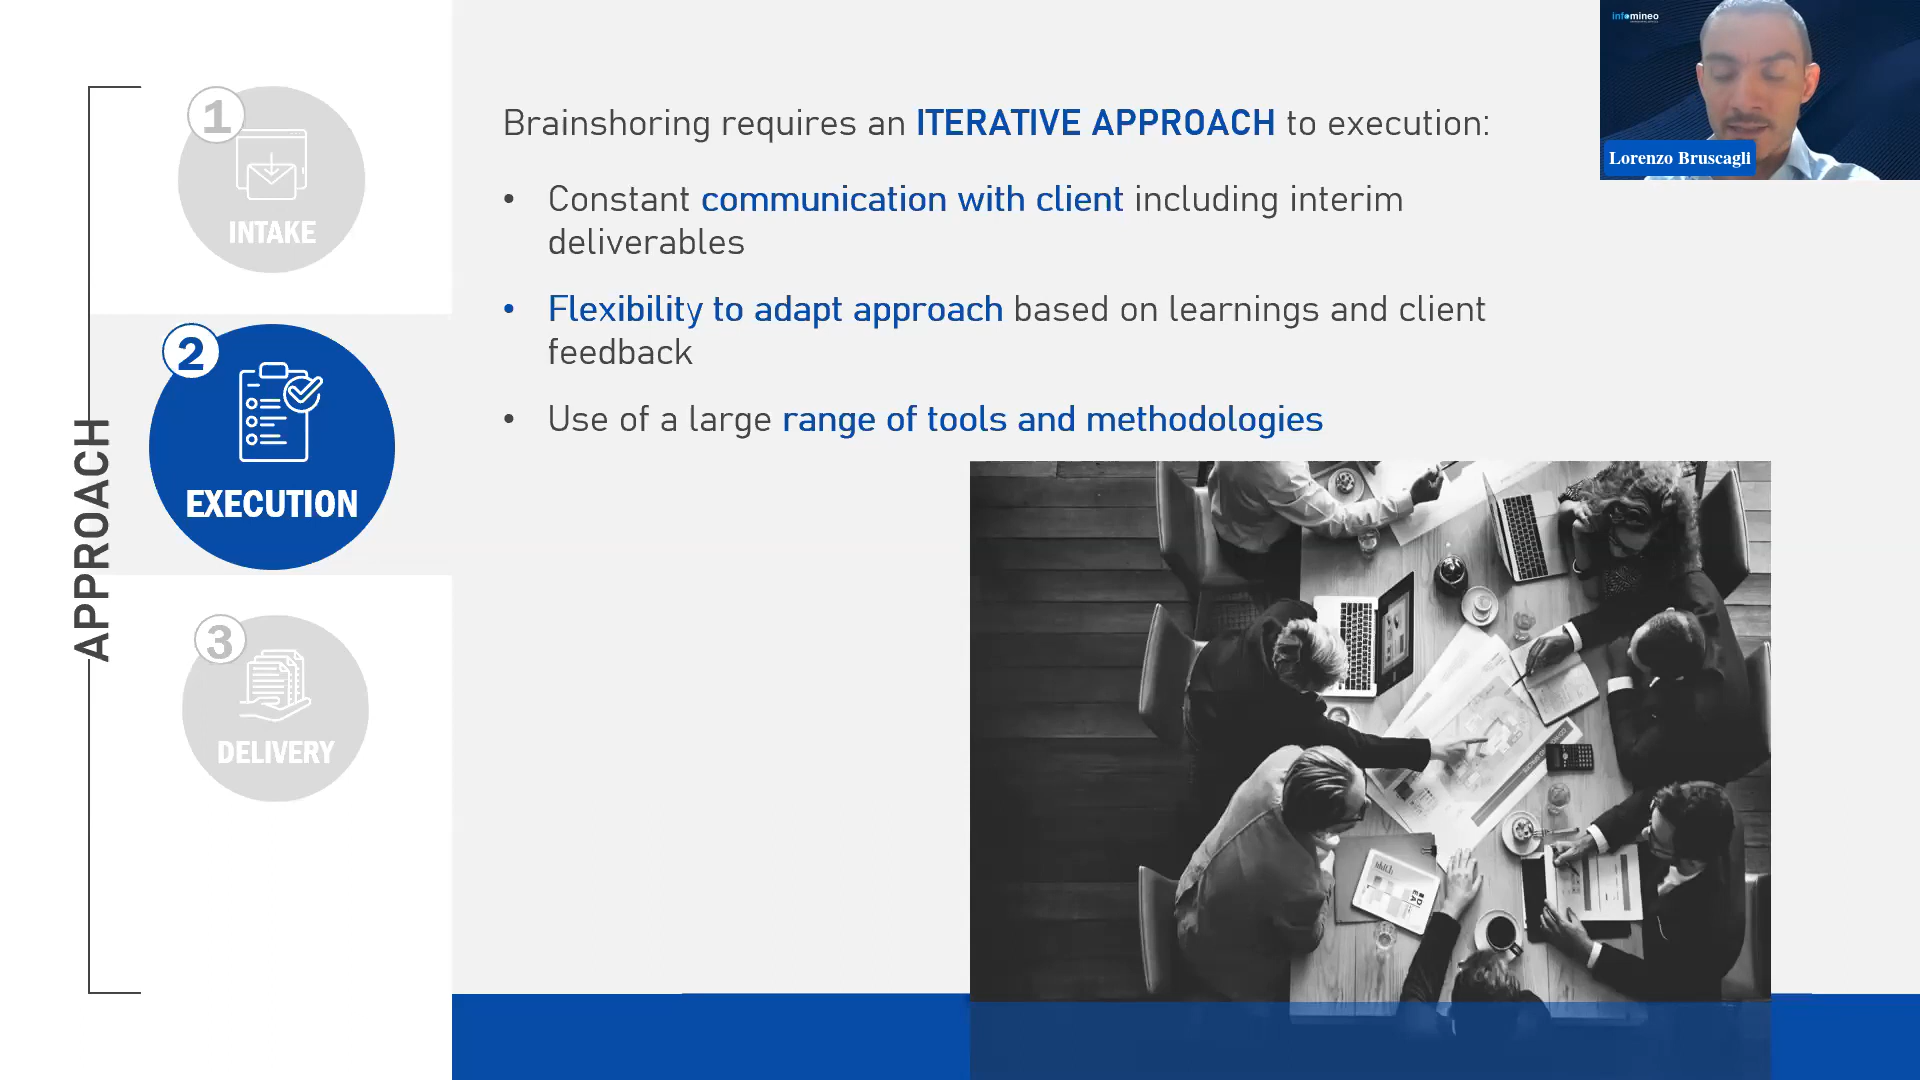 APPROACH
1
INTAKE
2
EXECUTION
3
DELIVERY
Brainshoring requires an ITERATIVE APPROACH to execution:
• Constant communication with client including interim
deliverables
• Flexibility to adapt approach based on learnings and client
feedback
• Use of a large range of tools and methodologies
infomineo
Lorenzo Bruscagli